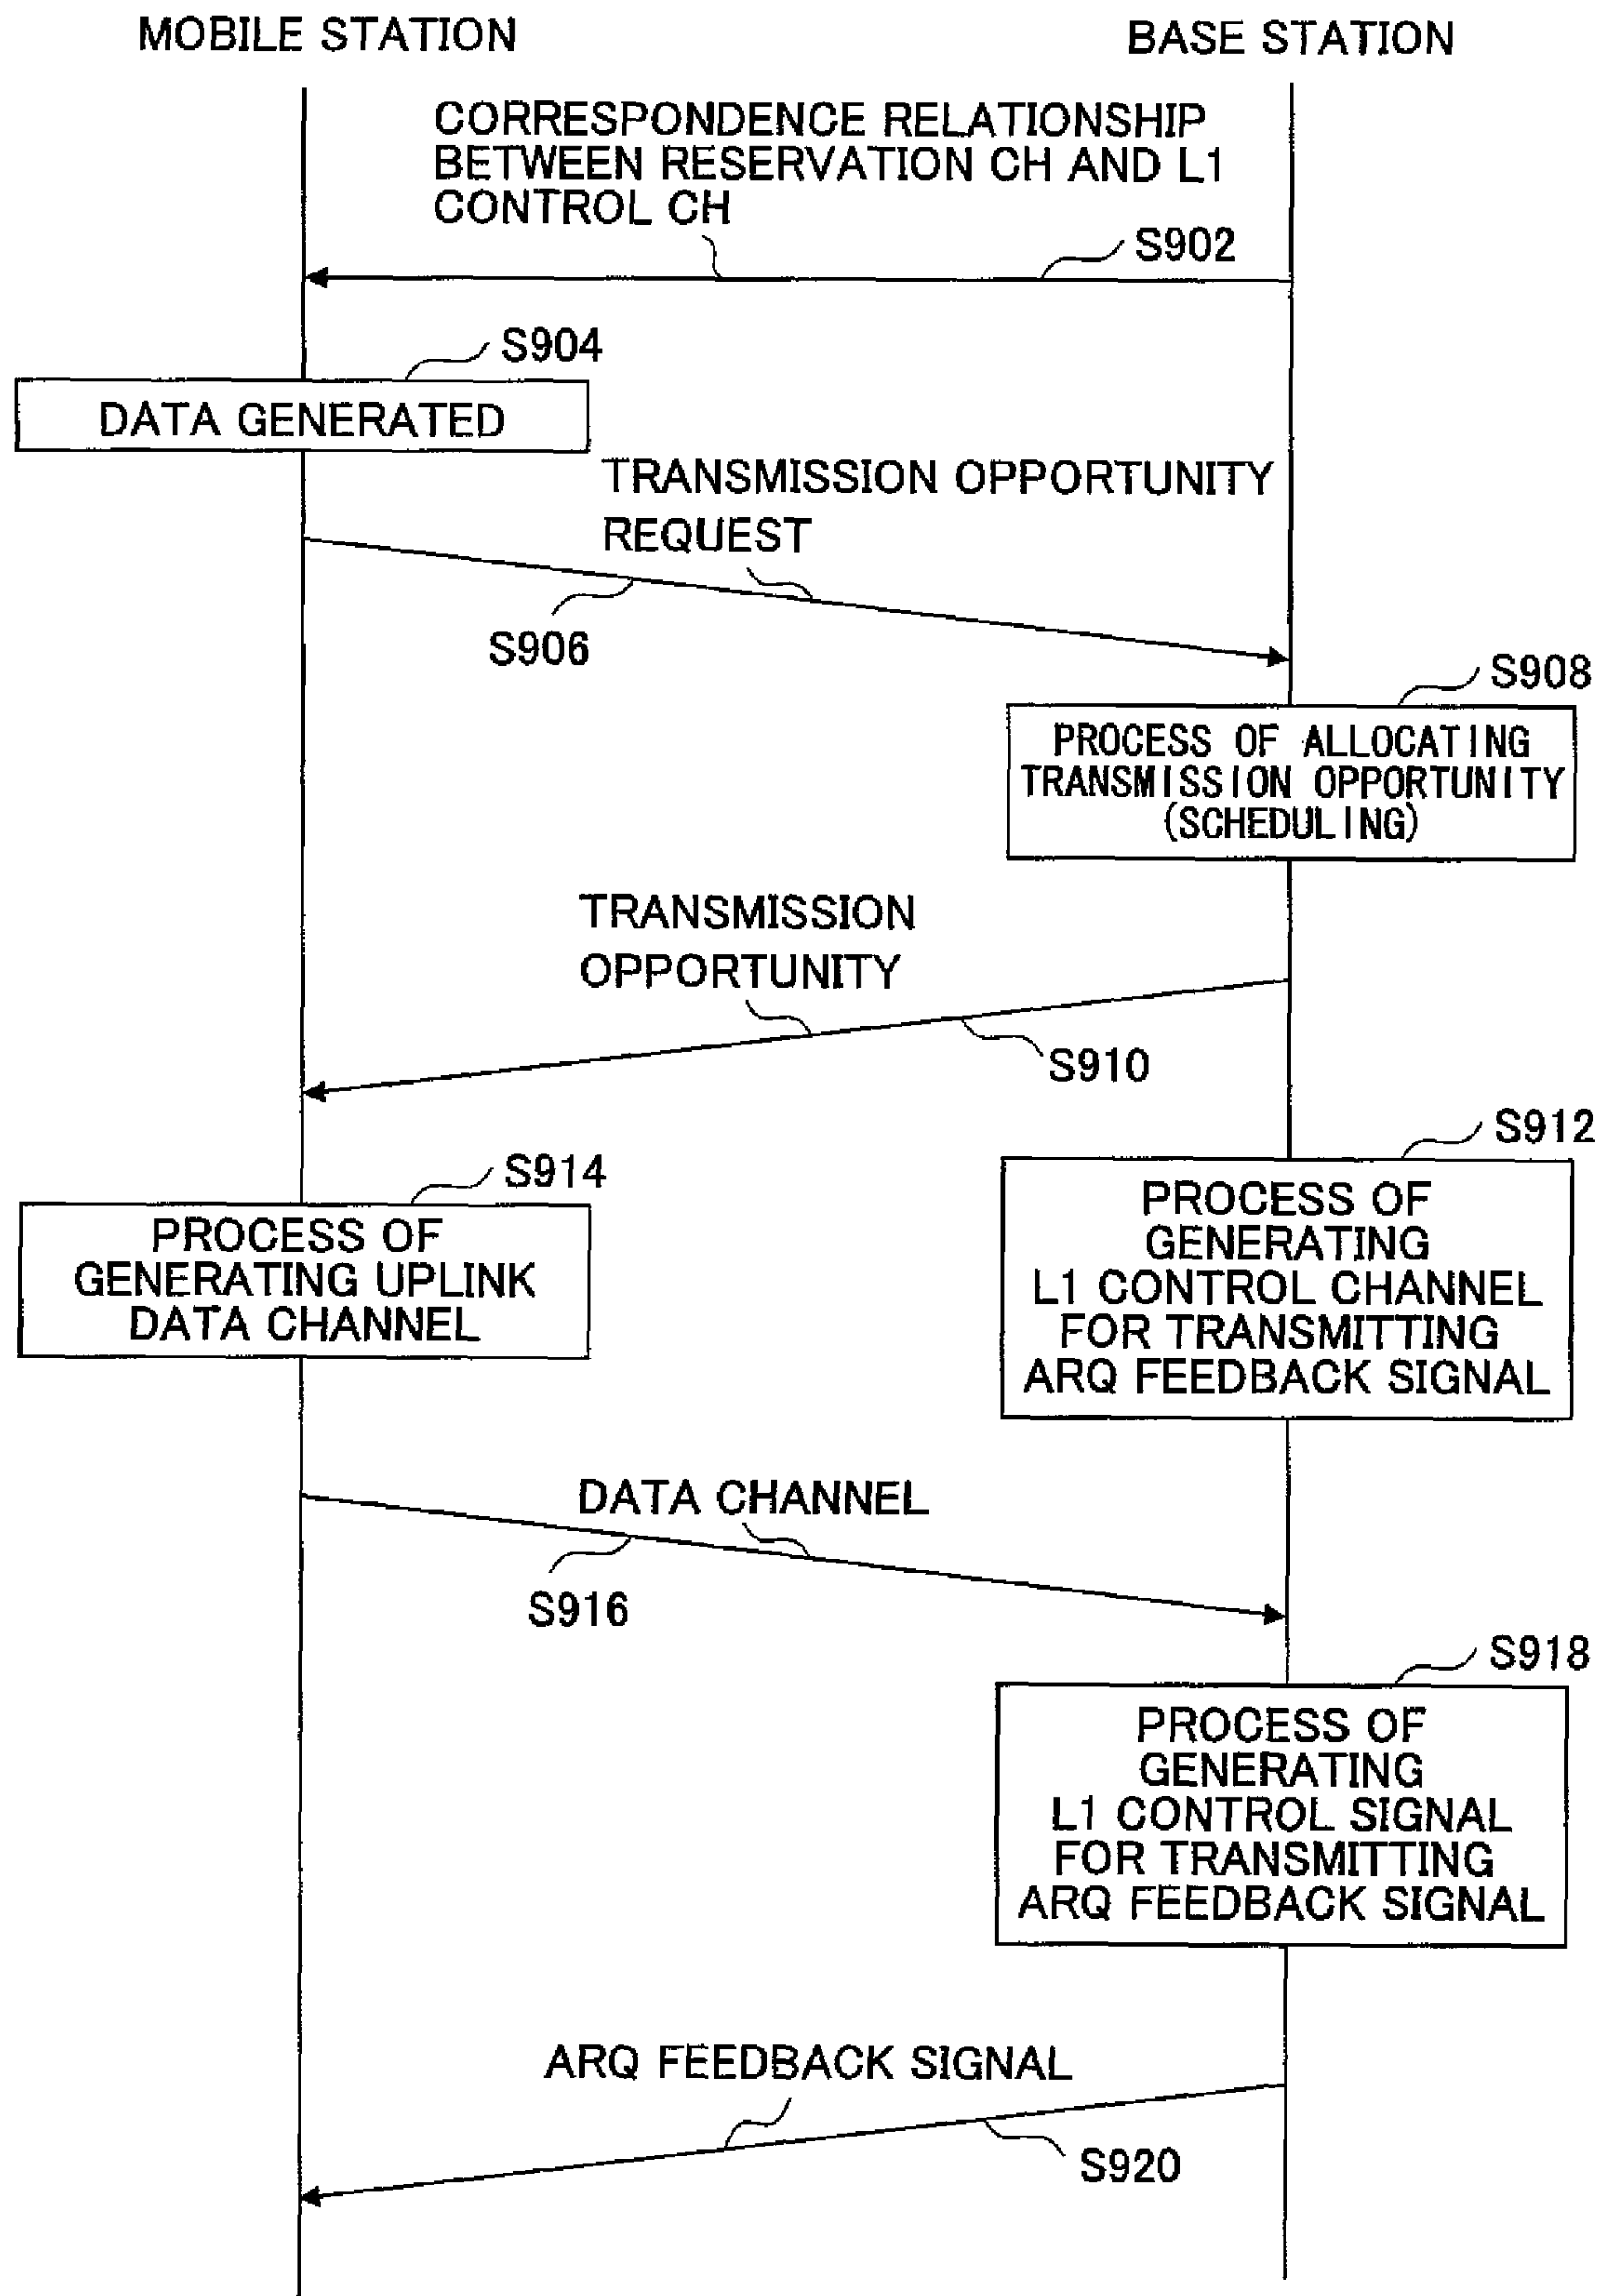 MOBILE STATION
BASE STATION
CORRESPONDENCE RELATIONSHIP
BETWEEN RESERVATION CH AND L1
CONTROL CH
S902
S904
DATA GENERATED
TRANSMISSION OPPORTUNITY
REQUEST
S906
S908
PROCESS OF ALLOCATING
TRANSMISSION OPPORTUNITY
(SCHEDULING)
TRANSMISSION
OPPORTUNITY
S910
S912
PROCESS OF
GENERATING
L1 CONTROL CHANNEL
FOR TRANSMITTING
ARQ FEEDBACK SIGNAL
S914
PROCESS OF
GENERATING UPLINK
DATA CHANNEL
DATA CHANNEL
S916
S918
PROCESS OF
GENERATING
L1 CONTROL SIGNAL
FOR TRANSMITTING
ARQ FEEDBACK SIGNAL
ARQ FEEDBACK SIGNAL
S920